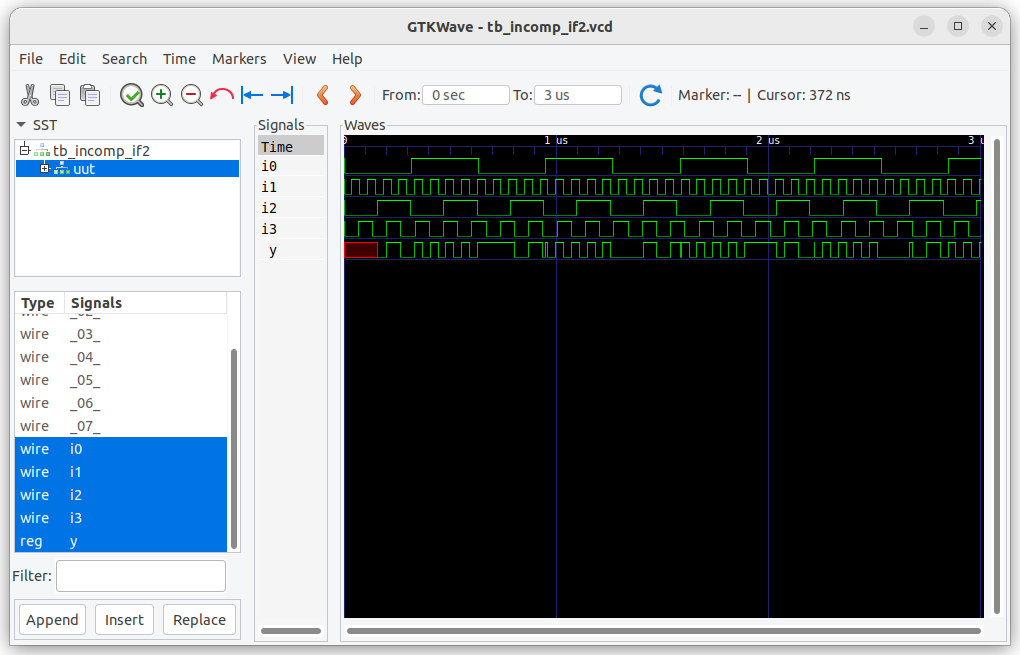 GTKWave - tb_incomp_if2.vcd
File Edit Search Time Markers View Help
From: 0 sec To: 3 us Marker: -- | Cursor: 372 ns
SST
tb_incomp_if2
uut
Type Signals
wire _03_
wire _04_
wire _05_
wire _06_
wire _07_
wire i0
wire i1
wire i2
wire i3
reg y
Filter:
Append Insert Replace
Signals
Time
i0
i1
i2
i3
y
Waves
0 1 us 2 us 3 u